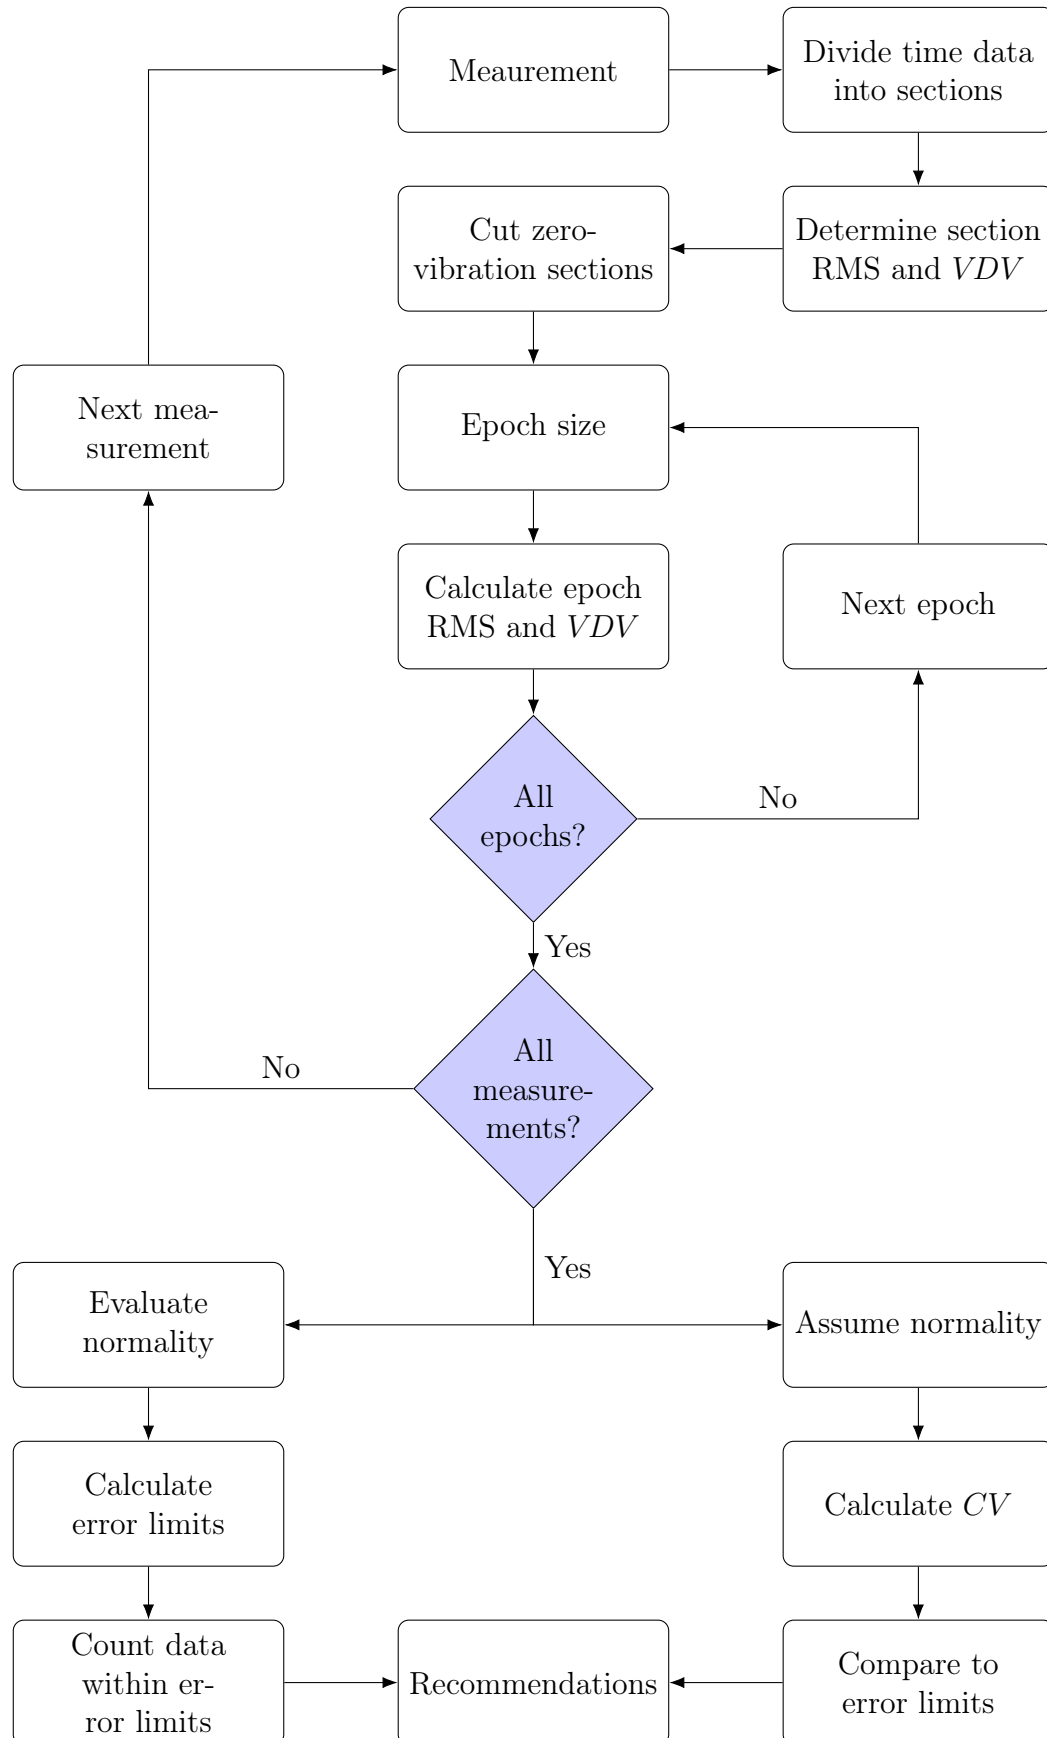 Meaurement
Divide time data
into sections
Cut zero-
vibration sections
Determine section
RMS and VDV
Next mea-
surement
Epoch size
Calculate epoch
RMS and VDV
Next epoch
All
epochs?
No
Yes
All
measure-
ments?
No
Yes
Evaluate
normality
Assume normality
Calculate
error limits
Calculate CV
Count data
within er-
ror limits
Recommendations
Compare to
error limits